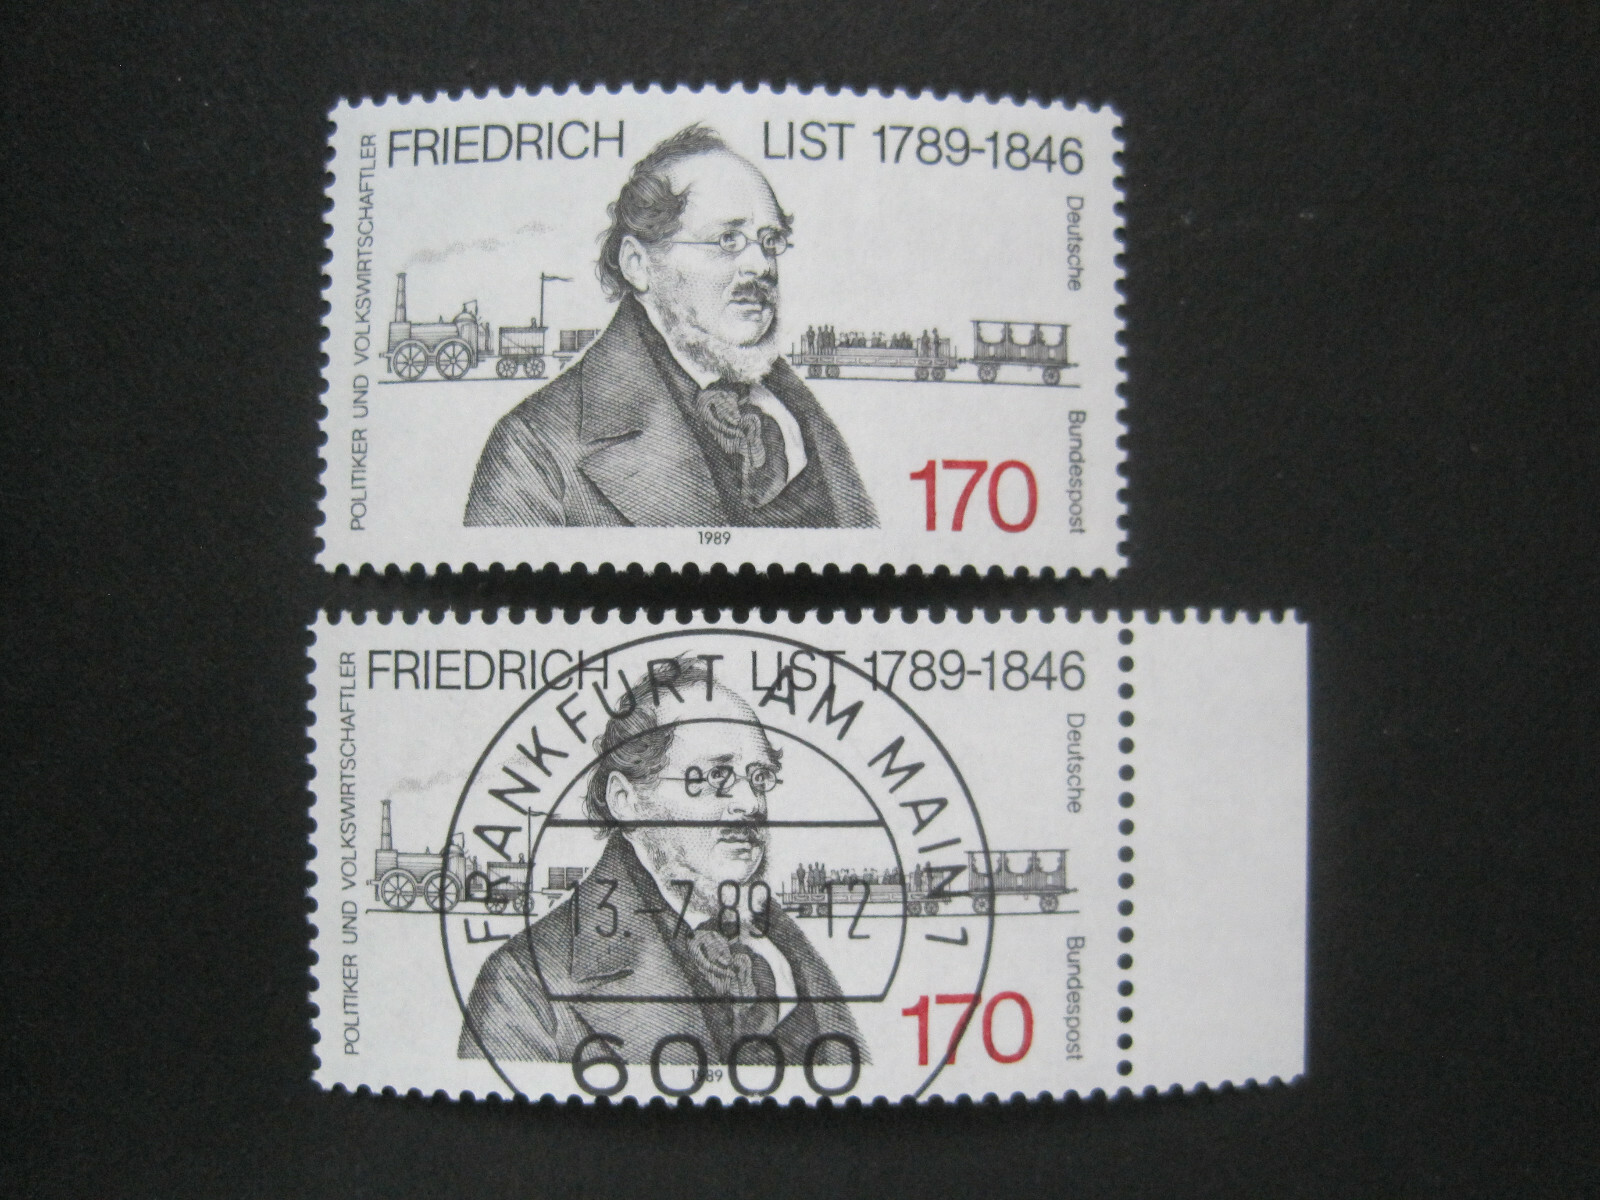 FRIEDRICH LIST 1789-1846
POLITIKER UND VOLKSWIRTSCHAFTLER
Deutsche Bundespost
170
1989
FRIEDRICH LIST 1789-1846
POLITIKER UND VOLKSWIRTSCHAFTLER
Deutsche Bundespost
170
1989
FRANKFURT AM MAIN 1
ez
13.-7.89 12
6000